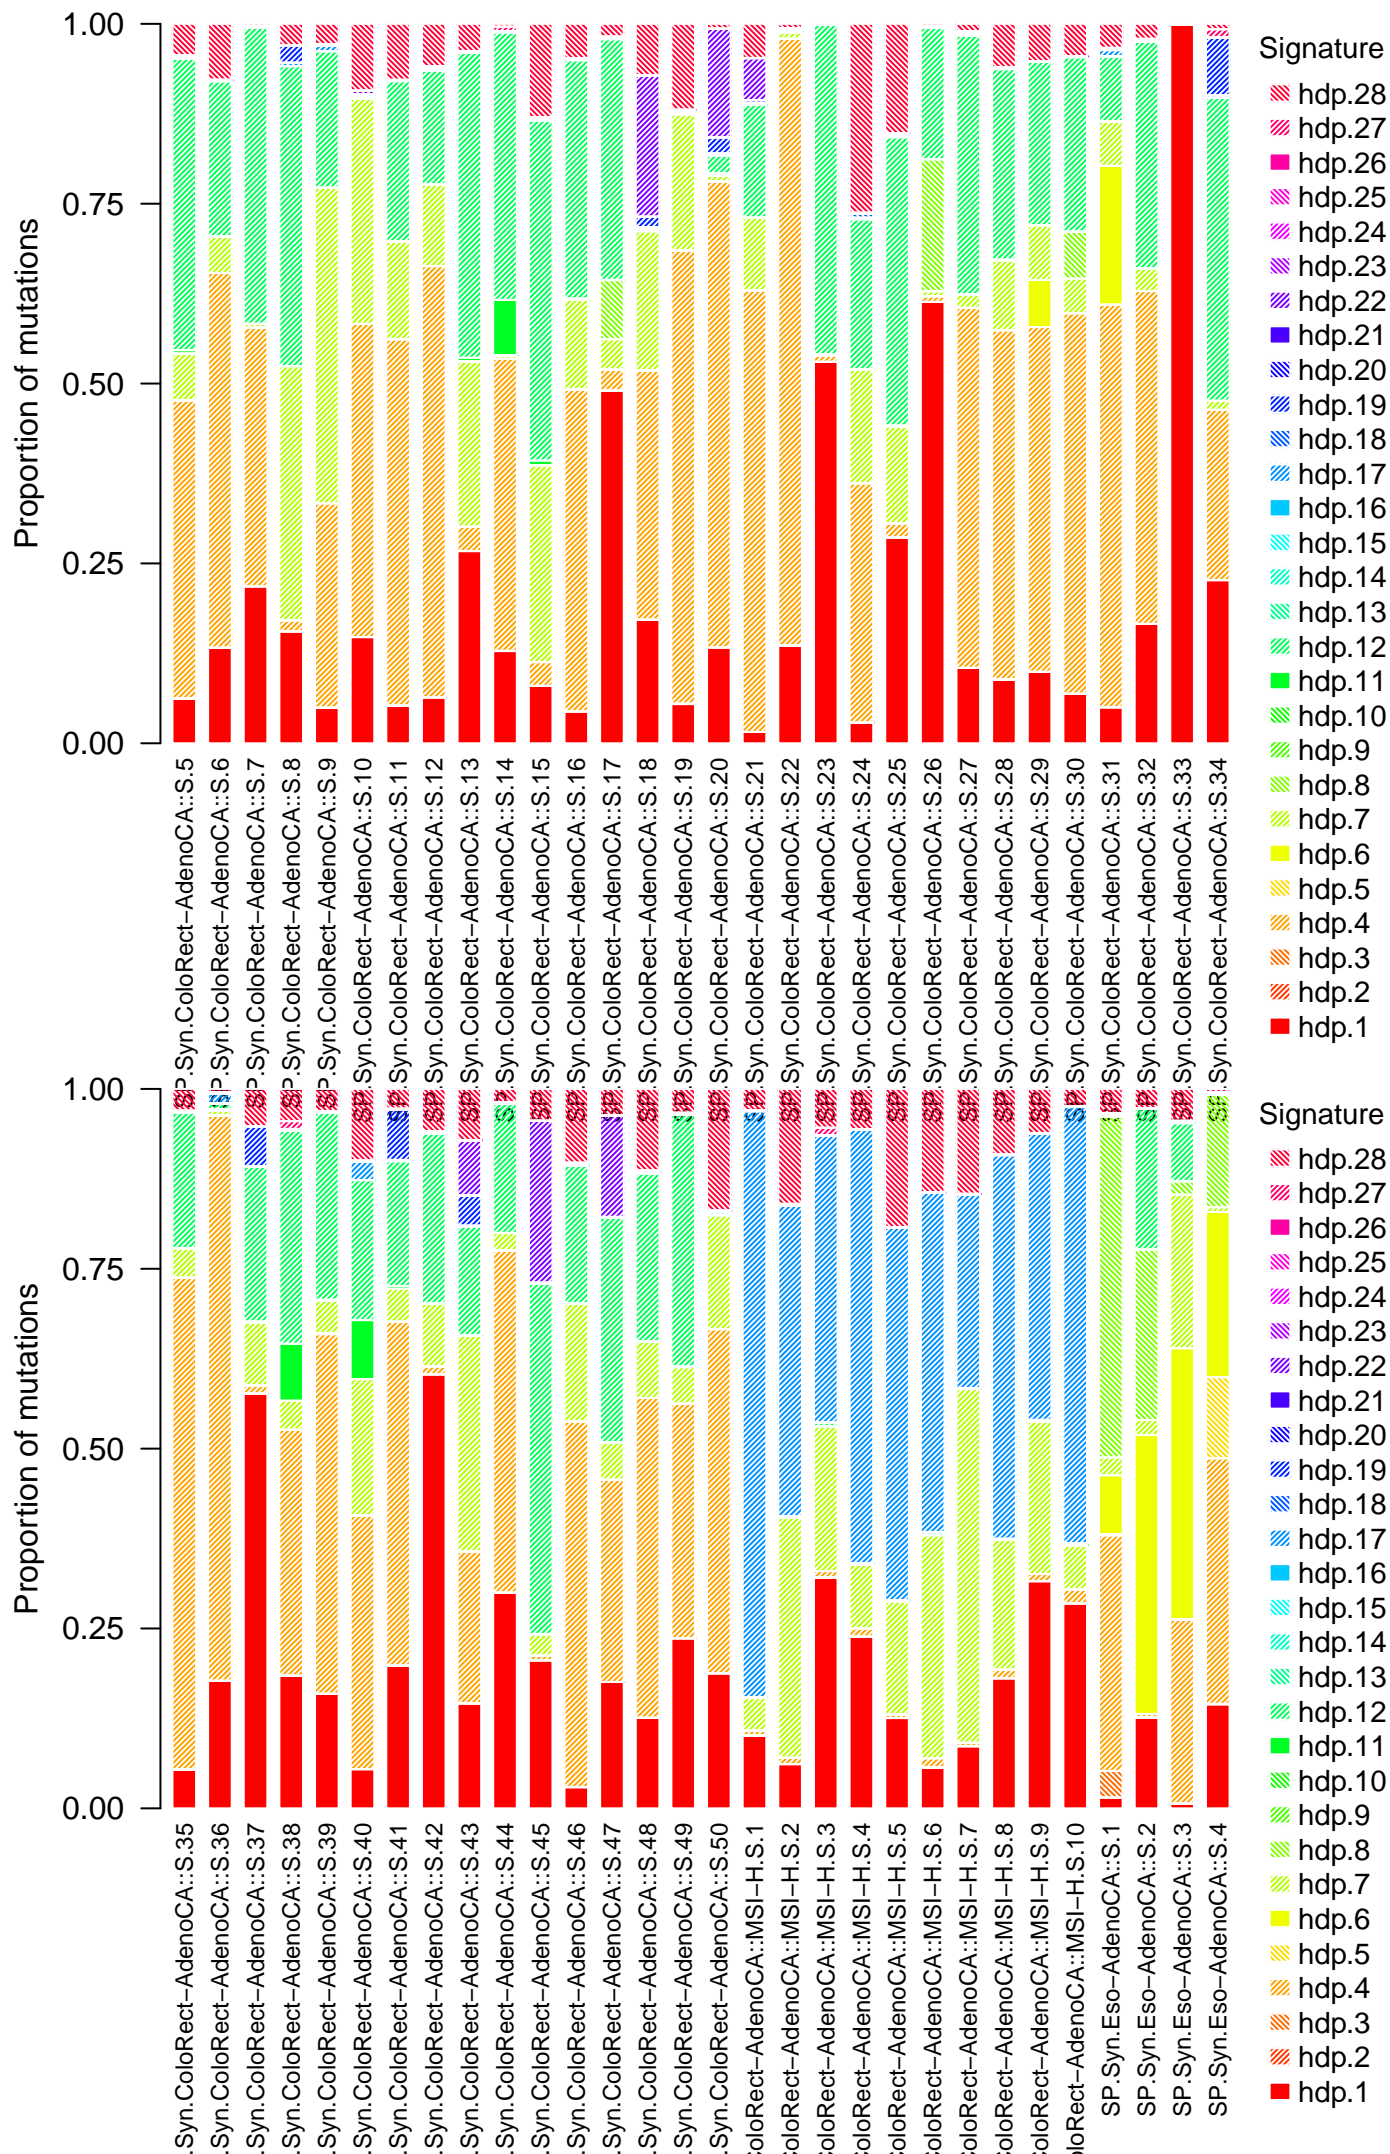 Proportion of mutations
1.00
0.75
0.50
0.25
0.00
SP.Syn.ColoRect−AdenoCA::S.5
SP.Syn.ColoRect−AdenoCA::S.6
SP.Syn.ColoRect−AdenoCA::S.7
SP.Syn.ColoRect−AdenoCA::S.8
SP.Syn.ColoRect−AdenoCA::S.9
SP.Syn.ColoRect−AdenoCA::S.10
SP.Syn.ColoRect−AdenoCA::S.11
SP.Syn.ColoRect−AdenoCA::S.12
SP.Syn.ColoRect−AdenoCA::S.13
SP.Syn.ColoRect−AdenoCA::S.14
SP.Syn.ColoRect−AdenoCA::S.15
SP.Syn.ColoRect−AdenoCA::S.16
SP.Syn.ColoRect−AdenoCA::S.17
SP.Syn.ColoRect−AdenoCA::S.18
SP.Syn.ColoRect−AdenoCA::S.19
SP.Syn.ColoRect−AdenoCA::S.20
SP.Syn.ColoRect−AdenoCA::S.21
SP.Syn.ColoRect−AdenoCA::S.22
SP.Syn.ColoRect−AdenoCA::S.23
SP.Syn.ColoRect−AdenoCA::S.24
SP.Syn.ColoRect−AdenoCA::S.25
SP.Syn.ColoRect−AdenoCA::S.26
SP.Syn.ColoRect−AdenoCA::S.27
SP.Syn.ColoRect−AdenoCA::S.28
SP.Syn.ColoRect−AdenoCA::S.29
SP.Syn.ColoRect−AdenoCA::S.30
SP.Syn.ColoRect−AdenoCA::S.31
SP.Syn.ColoRect−AdenoCA::S.32
SP.Syn.ColoRect−AdenoCA::S.33
SP.Syn.ColoRect−AdenoCA::S.34
Signature
hdp.28
hdp.27
hdp.26
hdp.25
hdp.24
hdp.23
hdp.22
hdp.21
hdp.20
hdp.19
hdp.18
hdp.17
hdp.16
hdp.15
hdp.14
hdp.13
hdp.12
hdp.11
hdp.10
hdp.9
hdp.8
hdp.7
hdp.6
hdp.5
hdp.4
hdp.3
hdp.2
hdp.1
Proportion of mutations
1.00
0.75
0.50
0.25
0.00
.Syn.ColoRect−AdenoCA::S.35
.Syn.ColoRect−AdenoCA::S.36
.Syn.ColoRect−AdenoCA::S.37
.Syn.ColoRect−AdenoCA::S.38
.Syn.ColoRect−AdenoCA::S.39
.Syn.ColoRect−AdenoCA::S.40
.Syn.ColoRect−AdenoCA::S.41
.Syn.ColoRect−AdenoCA::S.42
.Syn.ColoRect−AdenoCA::S.43
.Syn.ColoRect−AdenoCA::S.44
.Syn.ColoRect−AdenoCA::S.45
.Syn.ColoRect−AdenoCA::S.46
.Syn.ColoRect−AdenoCA::S.47
.Syn.ColoRect−AdenoCA::S.48
.Syn.ColoRect−AdenoCA::S.49
.Syn.ColoRect−AdenoCA::S.50
oloRect−AdenoCA::MSI−H.S.1
oloRect−AdenoCA::MSI−H.S.2
oloRect−AdenoCA::MSI−H.S.3
oloRect−AdenoCA::MSI−H.S.4
oloRect−AdenoCA::MSI−H.S.5
oloRect−AdenoCA::MSI−H.S.6
oloRect−AdenoCA::MSI−H.S.7
oloRect−AdenoCA::MSI−H.S.8
oloRect−AdenoCA::MSI−H.S.9
oloRect−AdenoCA::MSI−H.S.10
SP.Syn.Eso−AdenoCA::S.1
SP.Syn.Eso−AdenoCA::S.2
SP.Syn.Eso−AdenoCA::S.3
SP.Syn.Eso−AdenoCA::S.4
Signature
hdp.28
hdp.27
hdp.26
hdp.25
hdp.24
hdp.23
hdp.22
hdp.21
hdp.20
hdp.19
hdp.18
hdp.17
hdp.16
hdp.15
hdp.14
hdp.13
hdp.12
hdp.11
hdp.10
hdp.9
hdp.8
hdp.7
hdp.6
hdp.5
hdp.4
hdp.3
hdp.2
hdp.1